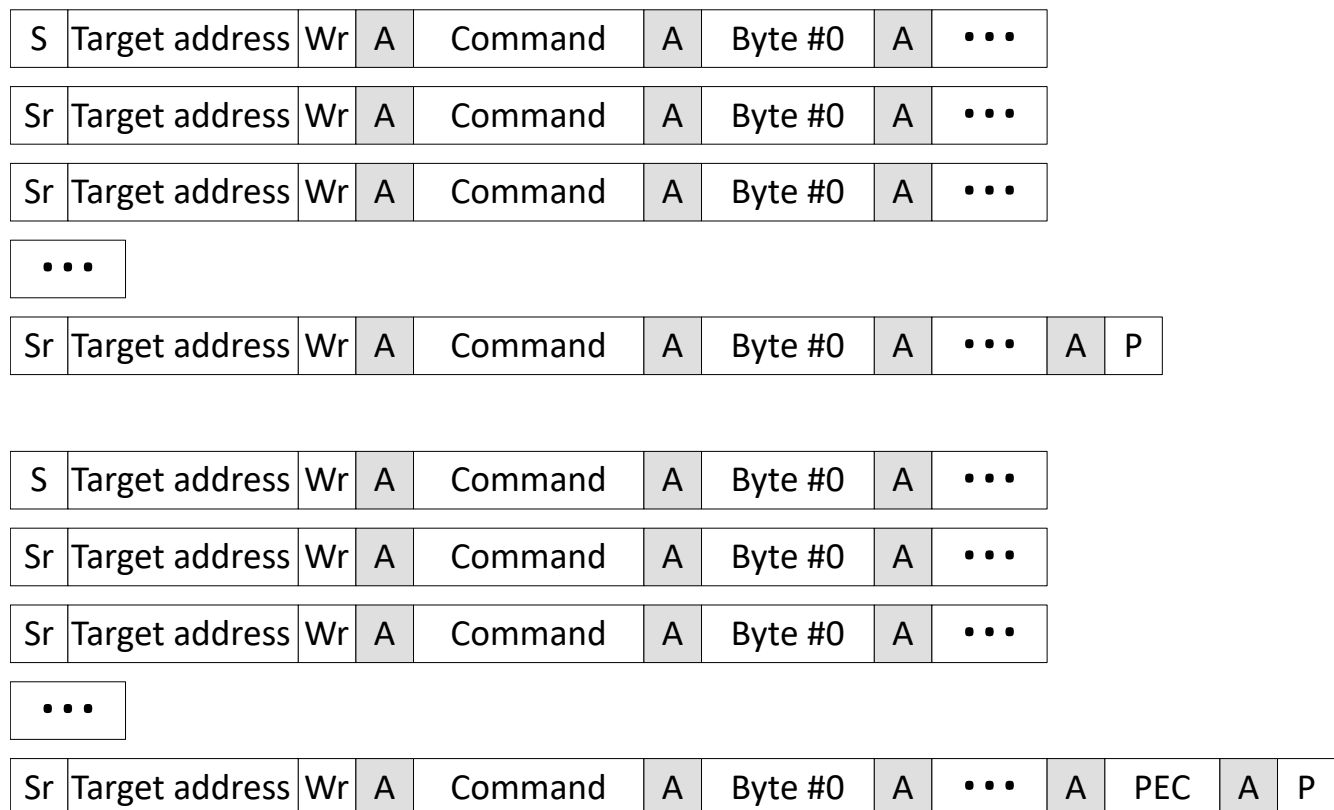 S Target address Wr A Command A Byte #0 A •••
Sr Target address Wr A Command A Byte #0 A •••
Sr Target address Wr A Command A Byte #0 A •••
•••
Sr Target address Wr A Command A Byte #0 A ••• A P
S Target address Wr A Command A Byte #0 A •••
Sr Target address Wr A Command A Byte #0 A •••
Sr Target address Wr A Command A Byte #0 A •••
•••
Sr Target address Wr A Command A Byte #0 A ••• A PEC A P